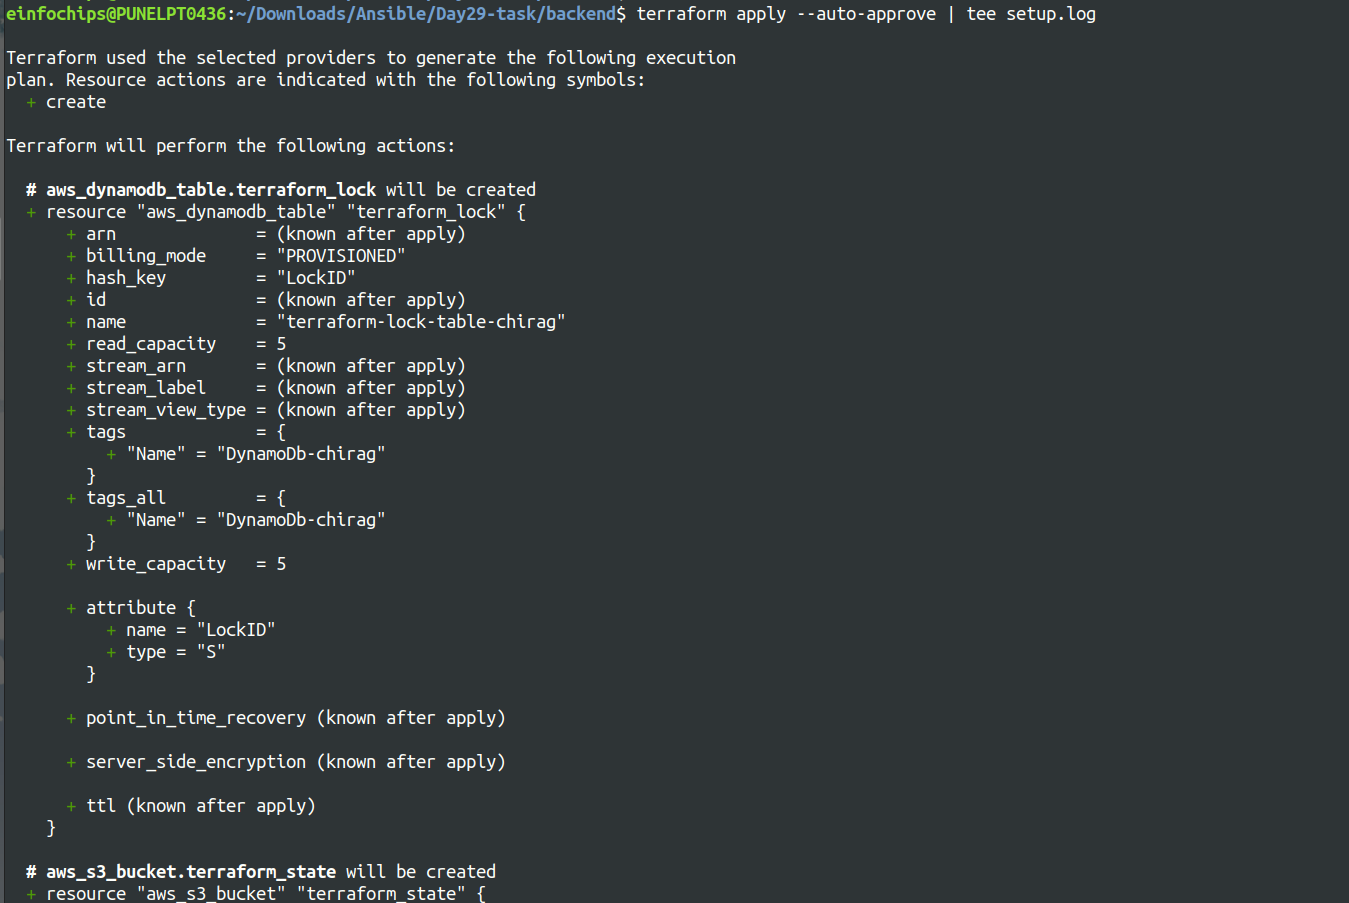 einfochips@PUNELPT0436:~/Downloads/Ansible/Day29-task/backend$ terraform apply --auto-approve | tee setup.log
Terraform used the selected providers to generate the following execution
plan. Resource actions are indicated with the following symbols:
  + create
Terraform will perform the following actions:
  # aws_dynamodb_table.terraform_lock will be created
  + resource "aws_dynamodb_table" "terraform_lock" {
      + arn              = (known after apply)
      + billing_mode     = "PROVISIONED"
      + hash_key         = "LockID"
      + id               = (known after apply)
      + name             = "terraform-lock-table-chirag"
      + read_capacity    = 5
      + stream_arn       = (known after apply)
      + stream_label     = (known after apply)
      + stream_view_type = (known after apply)
      + tags             = {
          + "Name" = "DynamoDb-chirag"
        }
      + tags_all         = {
          + "Name" = "DynamoDb-chirag"
        }
      + write_capacity   = 5
      + attribute {
          + name = "LockID"
          + type = "S"
        }
      + point_in_time_recovery (known after apply)
      + server_side_encryption (known after apply)
      + ttl (known after apply)
    }
  # aws_s3_bucket.terraform_state will be created
  + resource "aws_s3_bucket" "terraform_state" {